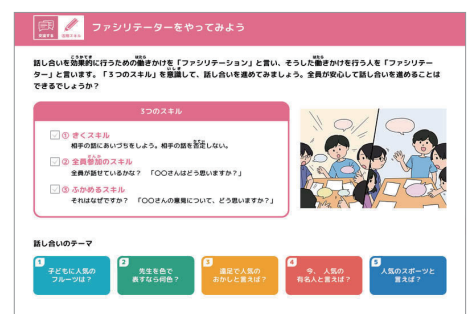 ファシリテーターをやってみよう
話し合いを効果的に行うための働きかけを「ファシリテーション」と言い、そうした働きかけを行う人を「ファシリテー
ター」と言います。「3つのスキル」を意識して、話し合いを進めてみましょう。全員が安心して話し合いを進めることは
できるでしょうか?
3つのスキル
① きくスキル
相手の話にあいづちをしよう。相手の話を否定しない。
② 全員参加のスキル
全員が話せているかな? 「〇〇さんはどう思いますか?」
③ ふかめるスキル
それはなぜですか? 「〇〇さんの意見について、どう思いますか?」
話し合いのテーマ
1
子どもに人気の
フルーツは?
2
先生を色で
表すなら何色?
3
遠足で人気の
おかしと言えば?
4
今、人気の
有名人と言えば?
5
人気のスポーツと
言えば?